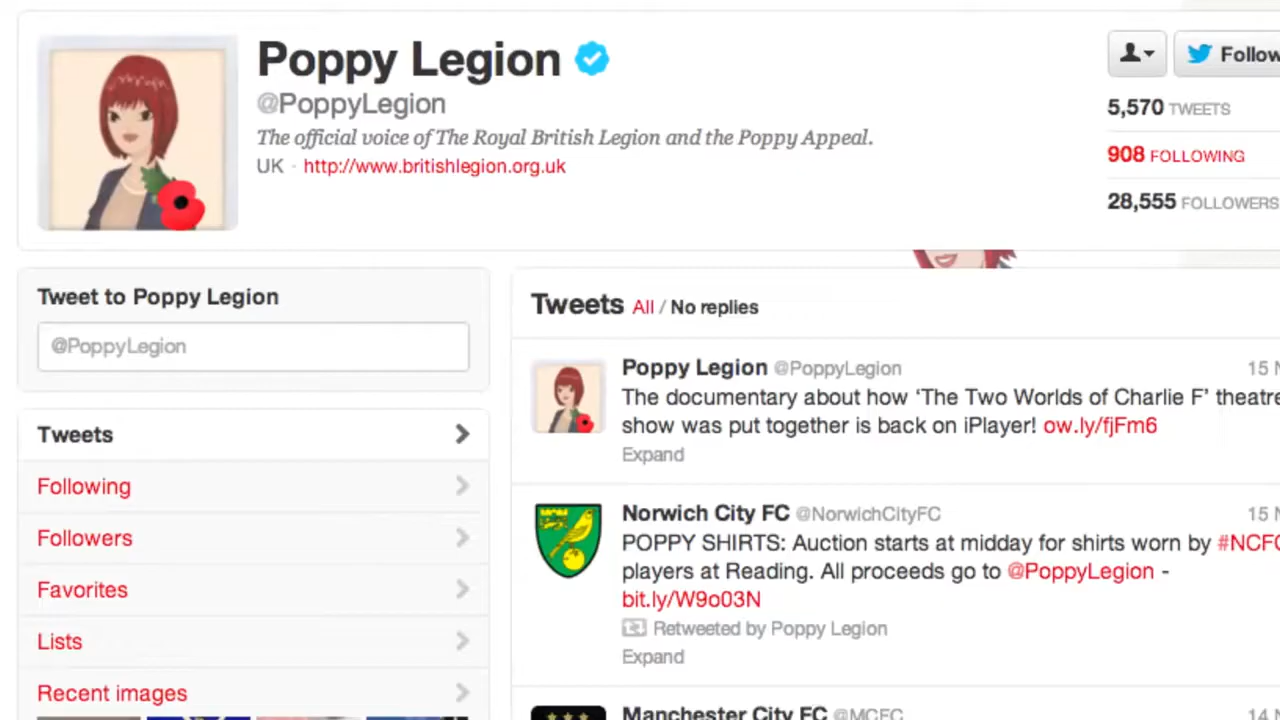 Poppy Legion
@PoppyLegion
The official voice of The Royal British Legion and the Poppy Appeal.
UK · http://www.britishlegion.org.uk
Follow
5,570 TWEETS
908 FOLLOWING
28,555 FOLLOWERS
Tweet to Poppy Legion
@PoppyLegion
Tweets
Following
Followers
Favorites
Lists
Recent images
Tweets All / No replies
Poppy Legion @PoppyLegion 15 N
The documentary about how ‘The Two Worlds of Charlie F’ theatre
show was put together is back on iPlayer! ow.ly/fjFm6
Expand
Norwich City FC @NorwichCityFC 15 N
POPPY SHIRTS: Auction starts at midday for shirts worn by #NCFC
players at Reading. All proceeds go to @PoppyLegion -
bit.ly/W9o03N
Retweeted by Poppy Legion
Expand
Manchester City FC @MCFC 14 N